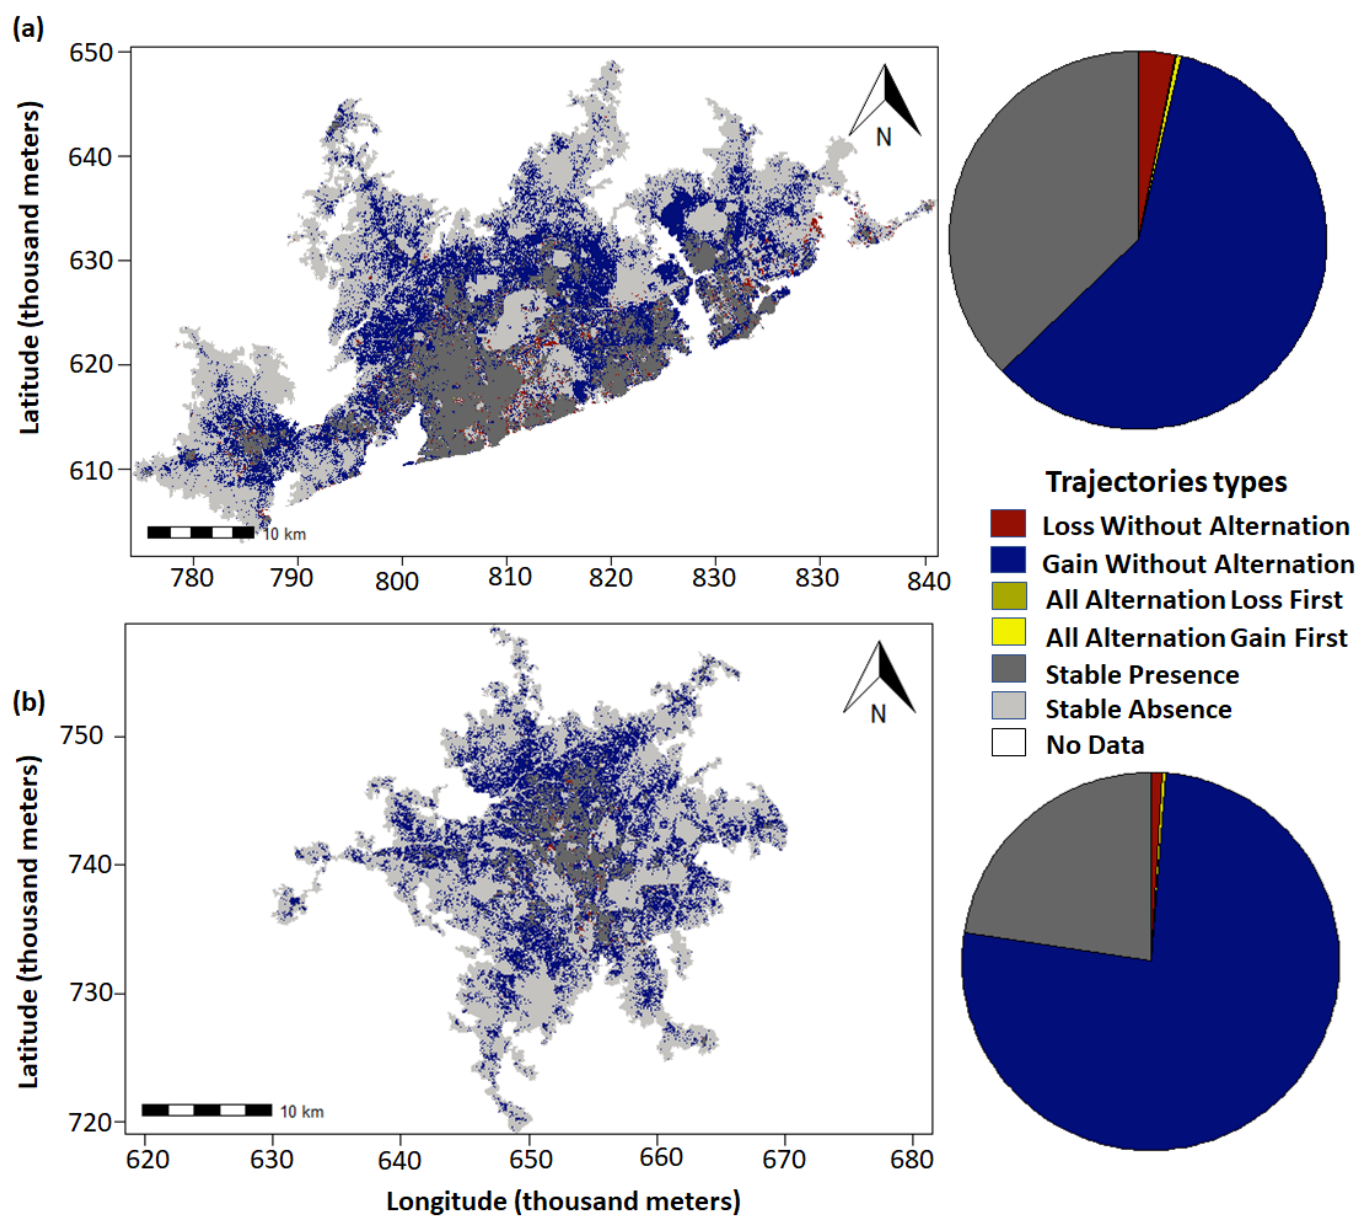 (a)
650
640
630
620
610
Latitude (thousand meters)
N
10 km
780 790 800 810 820 830 830 840
Trajectories types
Loss Without Alternation
Gain Without Alternation
All Alternation Loss First
All Alternation Gain First
Stable Presence
Stable Absence
No Data
(b)
750
740
730
720
Latitude (thousand meters)
N
10 km
620 630 640 650 660 670 680
Longitude (thousand meters)